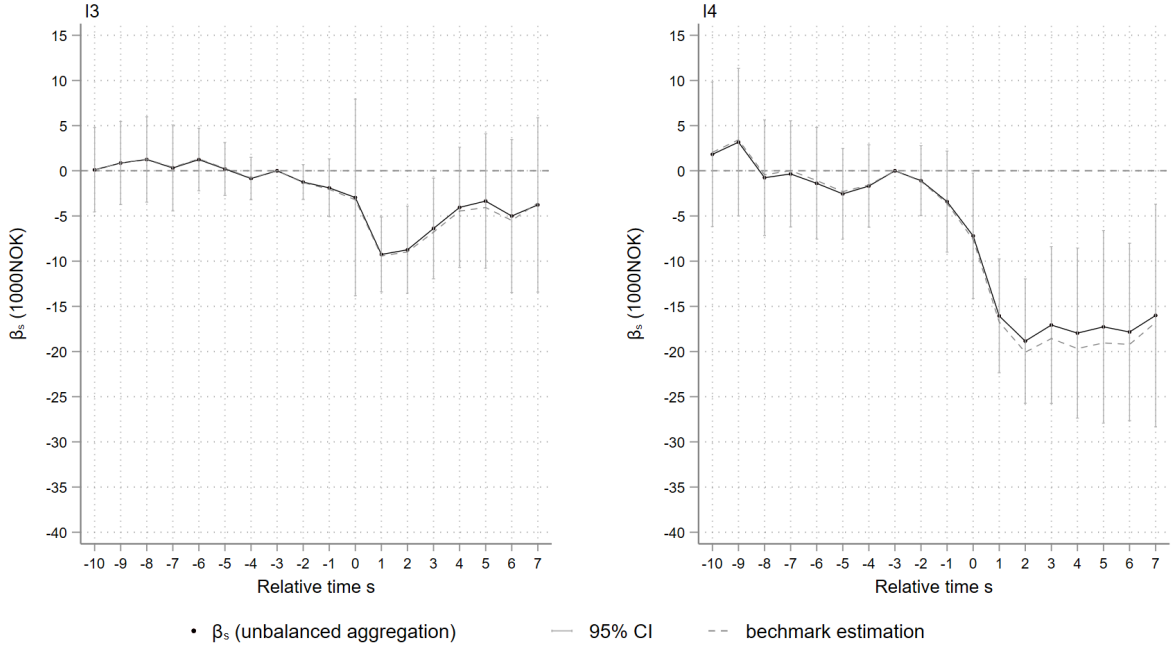 I3
15
10
5
0
-5
-10
-15
-20
-25
-30
-35
-40
βs (1000NOK)
-10 -9 -8 -7 -6 -5 -4 -3 -2 -1 0 1 2 3 4 5 6 7
Relative time s
I4
15
10
5
0
-5
-10
-15
-20
-25
-30
-35
-40
βs (1000NOK)
-10 -9 -8 -7 -6 -5 -4 -3 -2 -1 0 1 2 3 4 5 6 7
Relative time s
βs (unbalanced aggregation) 95% CI bechmark estimation